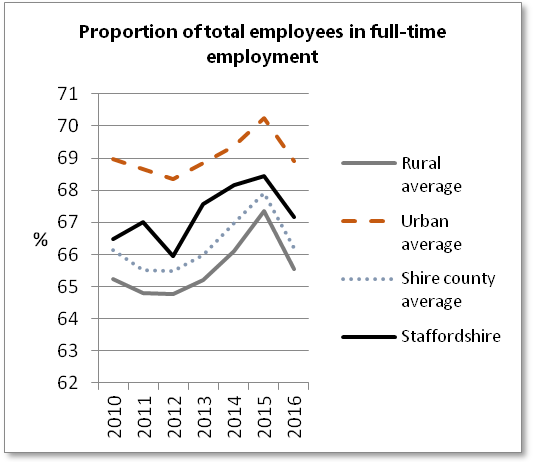 Proportion of total employees in full-time
employment
71
70
69
68
67
66
65
64
63
62
%
2010
2011
2012
2013
2014
2015
2016
Rural
average
Urban
average
Shire county
average
Staffordshire